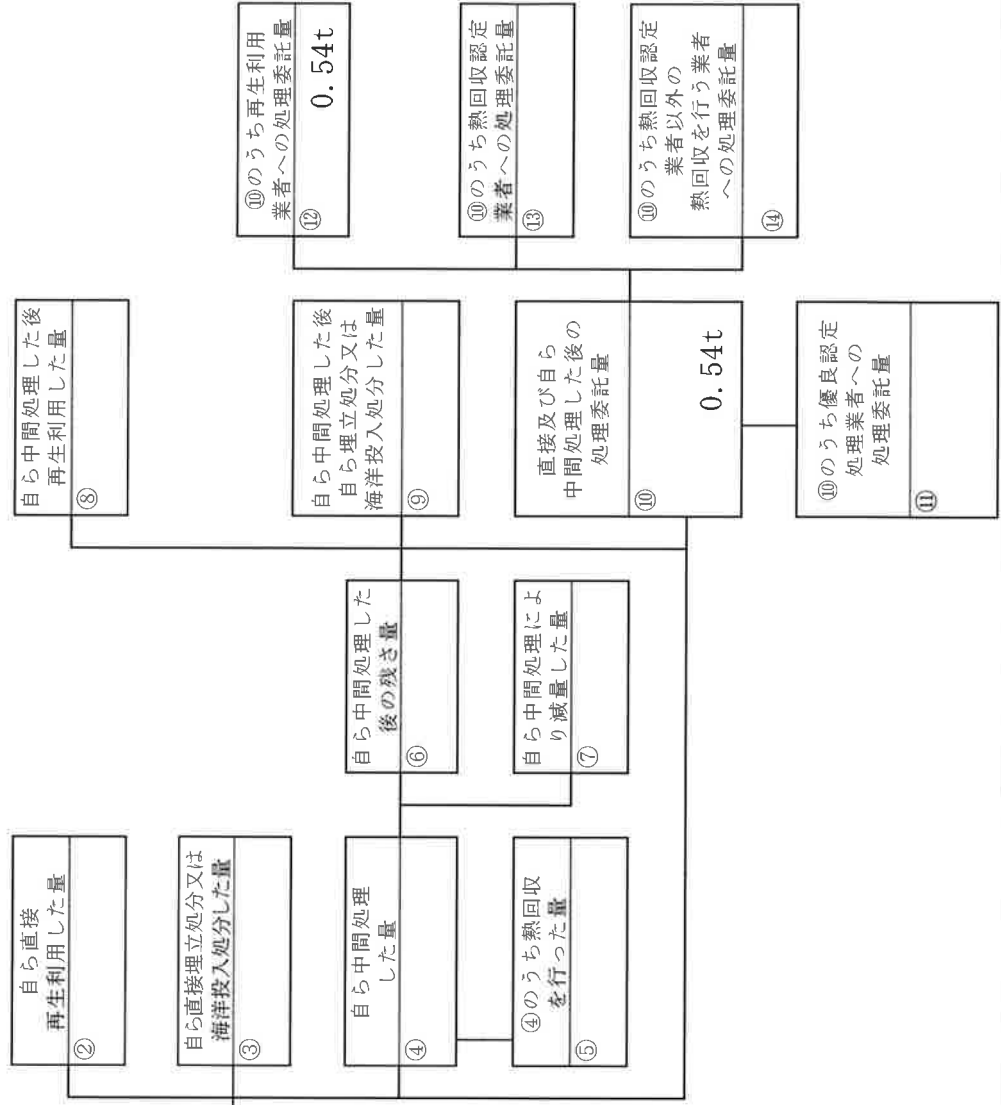 自ら直接
再生利用した量
②
自ら直接埋立処分又は
海洋投入処分した量
③
自ら中間処理
した量
④
④のうち熱回収
を行った量
⑤
自ら中間処理した
後の残さ量
⑥
自ら中間処理によ
り減量した量
⑦
自ら中間処理した後
再生利用した量
⑧
自ら中間処理した後
自ら埋立処分又は
海洋投入処分した量
⑨
直接及び自ら
中間処理した後の
処理委託量
⑩
0.54t
⑩のうち優良認定
処理業者への
処理委託量
⑪
⑩のうち再生利用
業者への処理委託量
⑫
0.54t
⑩のうち熱回収認定
業者への処理委託量
⑬
⑩のうち熱回収認定
業者以外の
熱回収を行う業者
への処理委託量
⑭